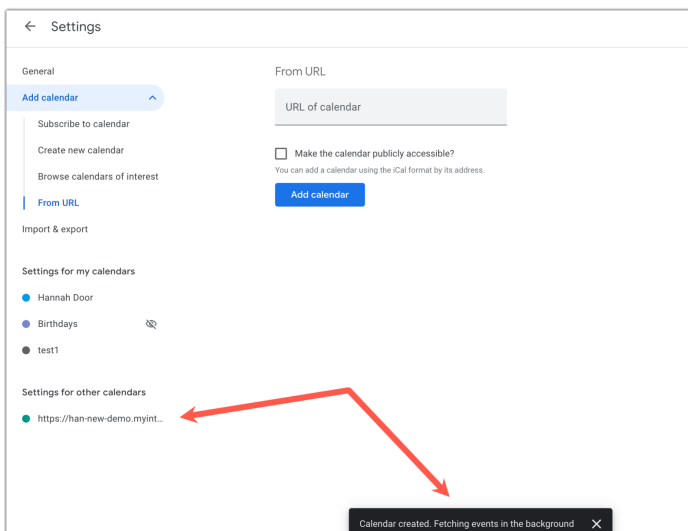 Settings
General
Add calendar
Subscribe to calendar
Create new calendar
Browse calendars of interest
From URL
Import & export
Settings for my calendars
Hannah Door
Birthdays
test1
Settings for other calendars
https://han-new-demo.myint...
From URL
URL of calendar
Make the calendar publicly accessible?
You can add a calendar using the iCal format by its address.
Add calendar
Calendar created. Fetching events in the background